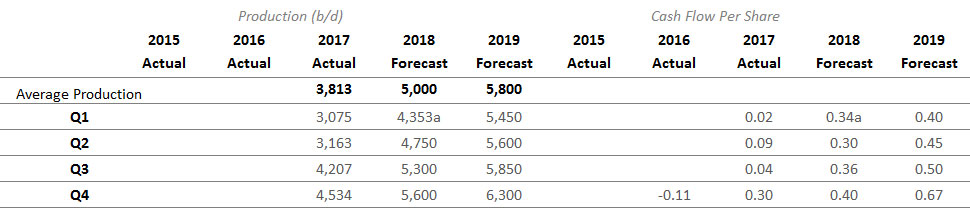 Production (b/d) Cash Flow Per Share
2015 2016 2017 2018 2019 2015 2016 2017 2018 2019
Actual Actual Actual Forecast Forecast Actual Actual Actual Forecast Forecast
Average Production 3,813 5,000 5,800
Q1 3,075 4,353a 5,450 0.02 0.34a 0.40
Q2 3,163 4,750 5,600 0.09 0.30 0.45
Q3 4,207 5,300 5,850 0.04 0.36 0.50
Q4 4,534 5,600 6,300 -0.11 0.30 0.40 0.67